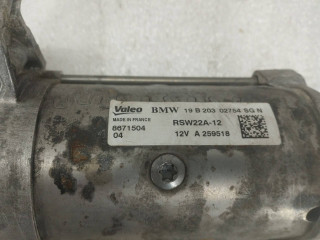 Valeo BMW 19 B 203 02754 SG N
MADE IN FRANCE RSW22A-12
8671504 12V A 259518
04